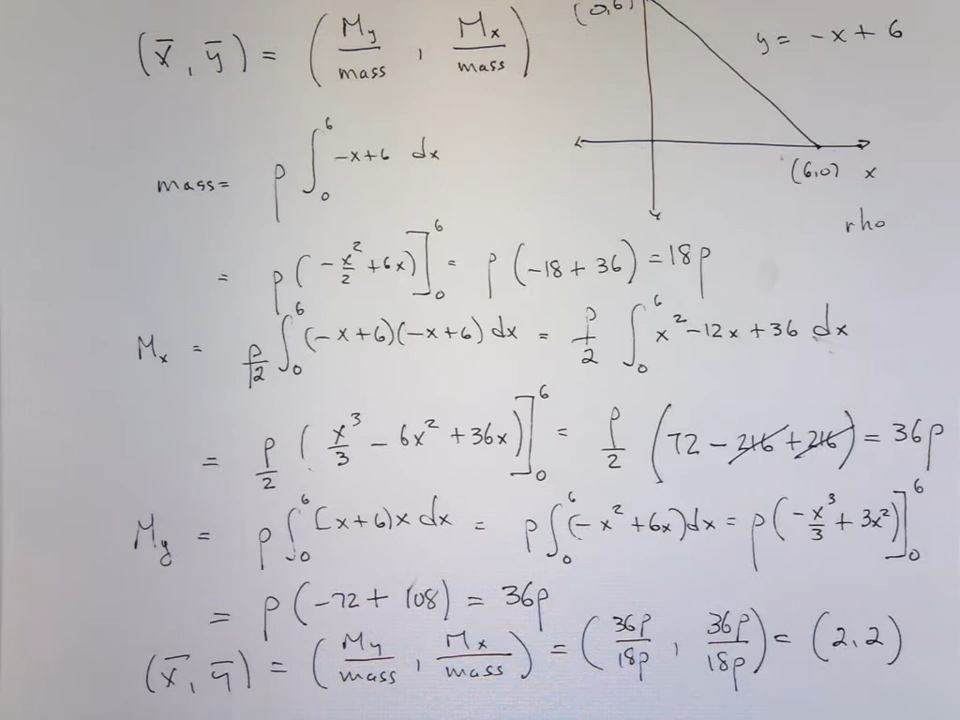 (0,6)
y = -x + 6
(x̄, ȳ) = (My/mass, Mx/mass)
mass = ρ ∫₀⁶ -x+6 dx
(6,0) x
rho
= ρ(-x²/2 + 6x)]₀⁶ = ρ(-18 + 36) = 18ρ
Mx = ρ/2 ∫₀⁶ (-x+6)(-x+6) dx = ρ/2 ∫₀⁶ x² - 12x + 36 dx
= ρ/2 (x³/3 - 6x² + 36x)]₀⁶ = ρ/2 (72 - 216 + 216) = 36ρ
My = ρ ∫₀⁶ (-x+6)x dx = ρ ∫₀⁶ (-x² + 6x) dx = ρ(-x³/3 + 3x²)]₀⁶
= ρ(-72 + 108) = 36ρ
(x̄, ȳ) = (My/mass, Mx/mass) = (36ρ/18ρ, 36ρ/18ρ) = (2,2)